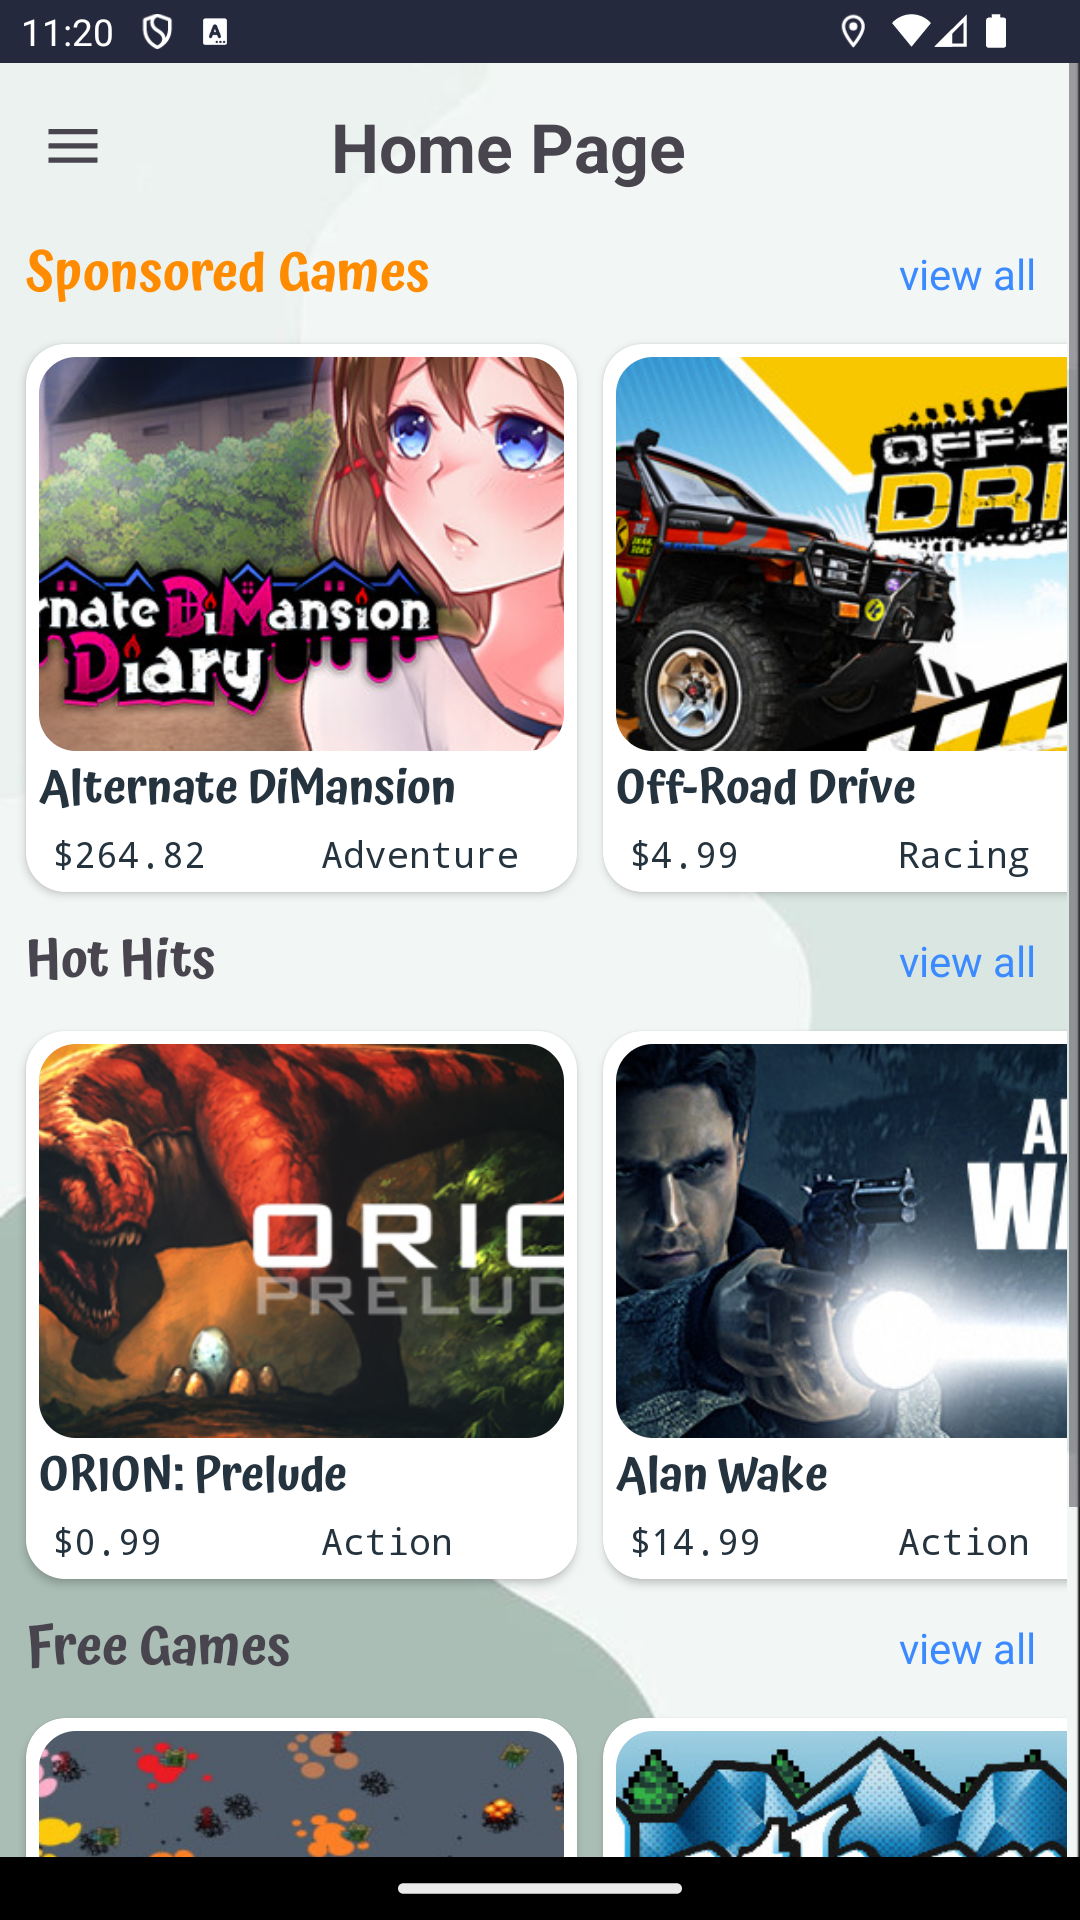 11:20
Home Page
Sponsored Games
view all
rnate DiMansion
Diary
OFF-R
DRI
Alternate DiMansion
$264.82
Adventure
Off-Road Drive
$4.99
Racing
Hot Hits
view all
ORIO
PRELUD
WA
ORION: Prelude
$0.99
Action
Alan Wake
$14.99
Action
Free Games
view all